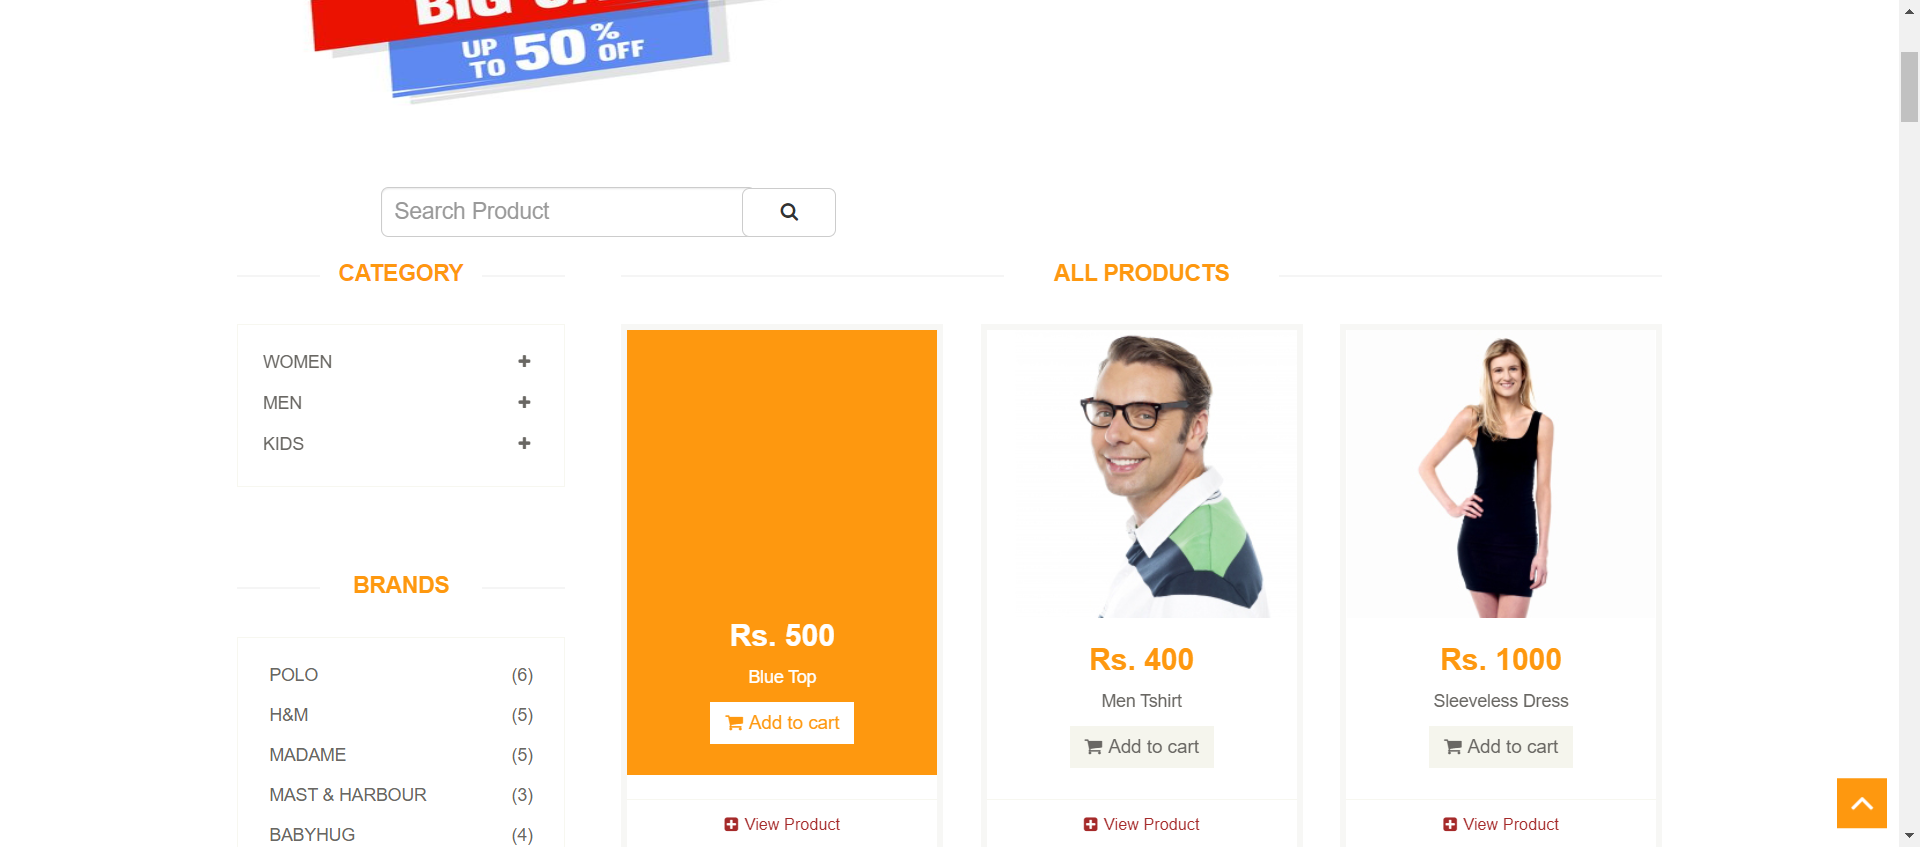 BIG
UP TO 50% OFF
Search Product
CATEGORY
WOMEN
MEN
KIDS
BRANDS
POLO (6)
H&M (5)
MADAME (5)
MAST & HARBOUR (3)
BABYHUG (4)
ALL PRODUCTS
Rs. 500
Blue Top
Add to cart
View Product
Rs. 400
Men Tshirt
Add to cart
View Product
Rs. 1000
Sleeveless Dress
Add to cart
View Product